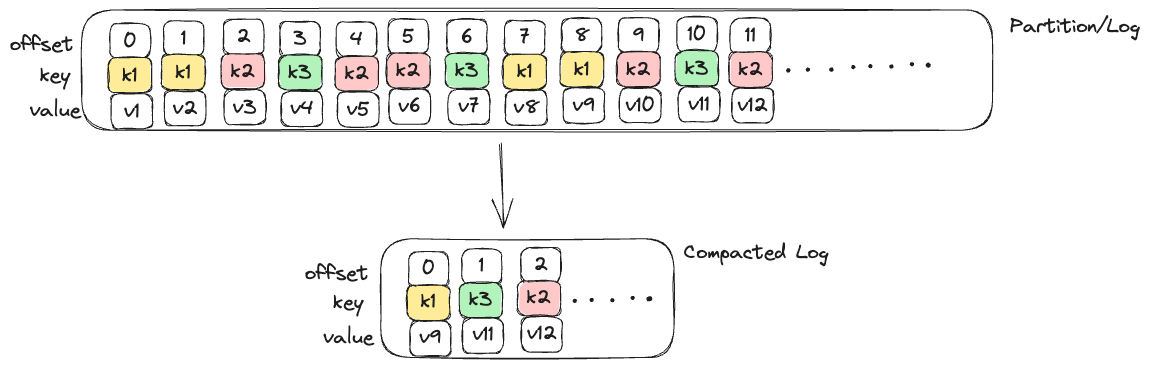 offset 0 1 2 3 4 5 6 7 8 9 10 11 Partition/Log
key k1 k1 k2 k3 k2 k2 k3 k1 k1 k2 k3 k2
value v1 v2 v3 v4 v5 v6 v7 v8 v9 v10 v11 v12
Compacted Log
offset 0 1 2
key k1 k3 k2
value v9 v11 v12